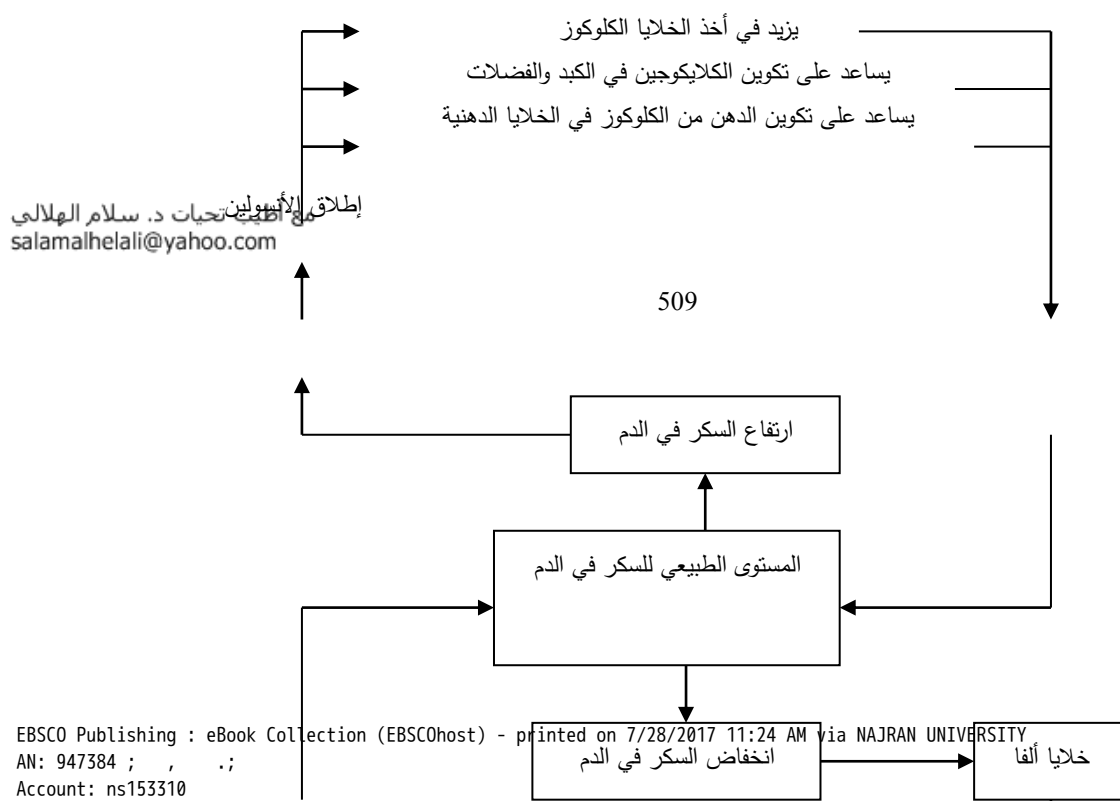 يزيد في أخذ الخلايا الكلوكوز
يساعد على تكوين الكلايكوجين في الكبد والفضلات
يساعد على تكوين الدهن من الكلوكوز في الخلايا الدهنية
إطلاق الأنسولين
مع اطيب تحيات د. سلام الهلالي
salamalhelali@yahoo.com
509
ارتفاع السكر في الدم
المستوى الطبيعي للسكر في الدم
انخفاض السكر في الدم
خلايا ألفا
EBSCO Publishing : eBook Collection (EBSCOhost) - printed on 7/28/2017 11:24 AM via NAJRAN UNIVERSITY
AN: 947384 ; , .;
Account: ns153310